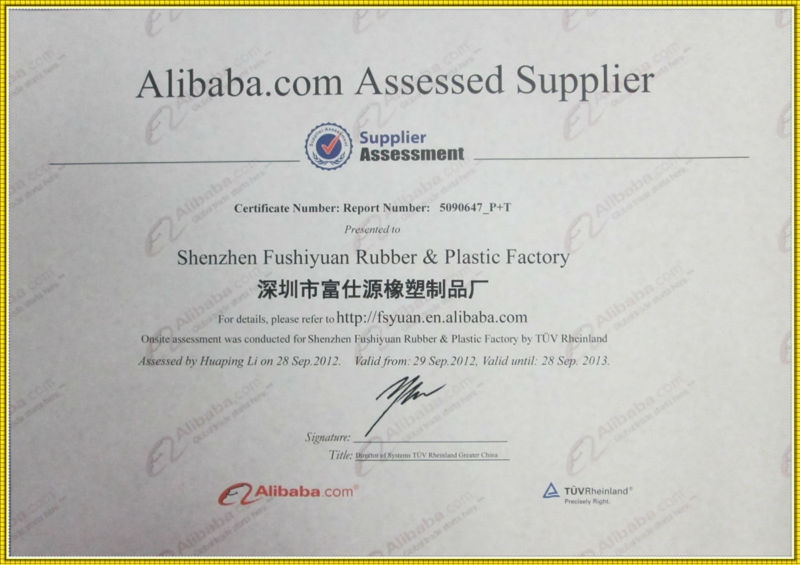 Alibaba.com Assessed Supplier
Supplier Assessment
Supplier
Assessment
Certificate Number: Report Number: 5090647_P+T
Presented to
Shenzhen Fushiyuan Rubber & Plastic Factory
深圳市富仕源橡塑制品厂
For details, please refer to http://fsyuan.en.alibaba.com
Onsite assessment was conducted for Shenzhen Fushiyuan Rubber & Plastic Factory by TÜV Rheinland
Assessed by Huaping Li on 28 Sep.2012. Valid from: 29 Sep.2012, Valid until: 28 Sep. 2013.
Signature:
Title: Director of Systems TÜV Rheinland Greater China
Alibaba.com®
TÜVRheinland®
Precisely Right.